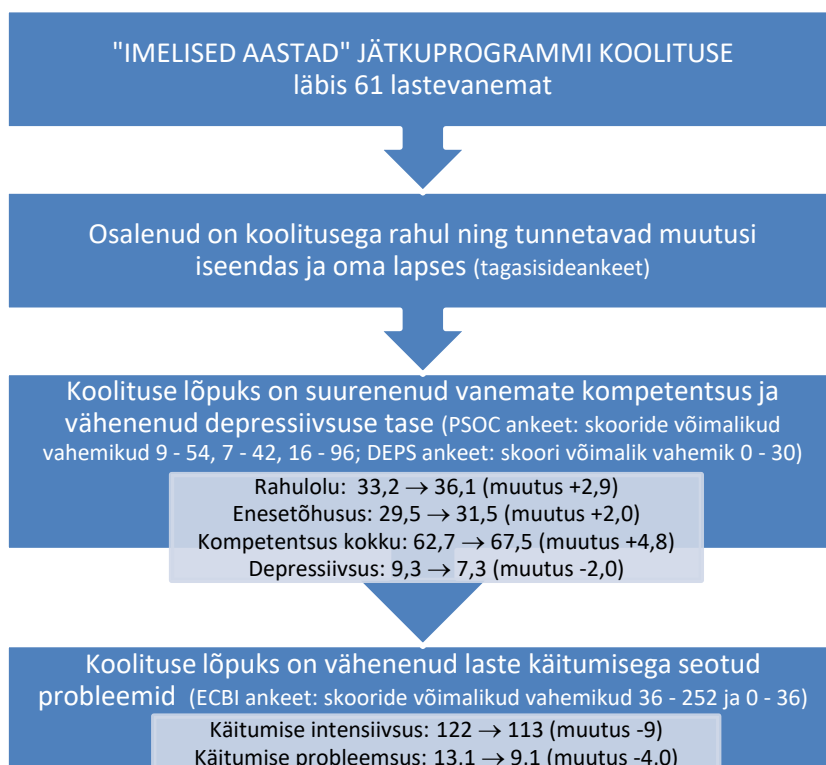 "IMELISED AASTAD" JÄTKUPROGRAMMI KOOLITUSE
läbis 61 lastevanemat
Osalenud on koolitusega rahul ning tunnetavad muutusi
iseendas ja oma lapses (tagasisideankeet)
Koolituse lõpuks on suurenenud vanemate kompetentsus ja
vähenenud depressiivsuse tase (PSOC ankeet: skooride võimalikud
vahemikud 9 - 54, 7 - 42, 16 - 96; DEPS ankeet: skoori võimalik vahemik 0 - 30)
Rahulolu: 33,2 → 36,1 (muutus +2,9)
Enesetõhusus: 29,5 → 31,5 (muutus +2,0)
Kompetentsus kokku: 62,7 → 67,5 (muutus +4,8)
Depressiivsus: 9,3 → 7,3 (muutus -2,0)
Koolituse lõpuks on vähenenud laste käitumisega seotud
probleemid (ECBI ankeet: skooride võimalikud vahemikud 36 - 252 ja 0 - 36)
Käitumise intensiivsus: 122 → 113 (muutus -9)
Käitumise probleemsus: 13,1 → 9,1 (muutus -4,0)